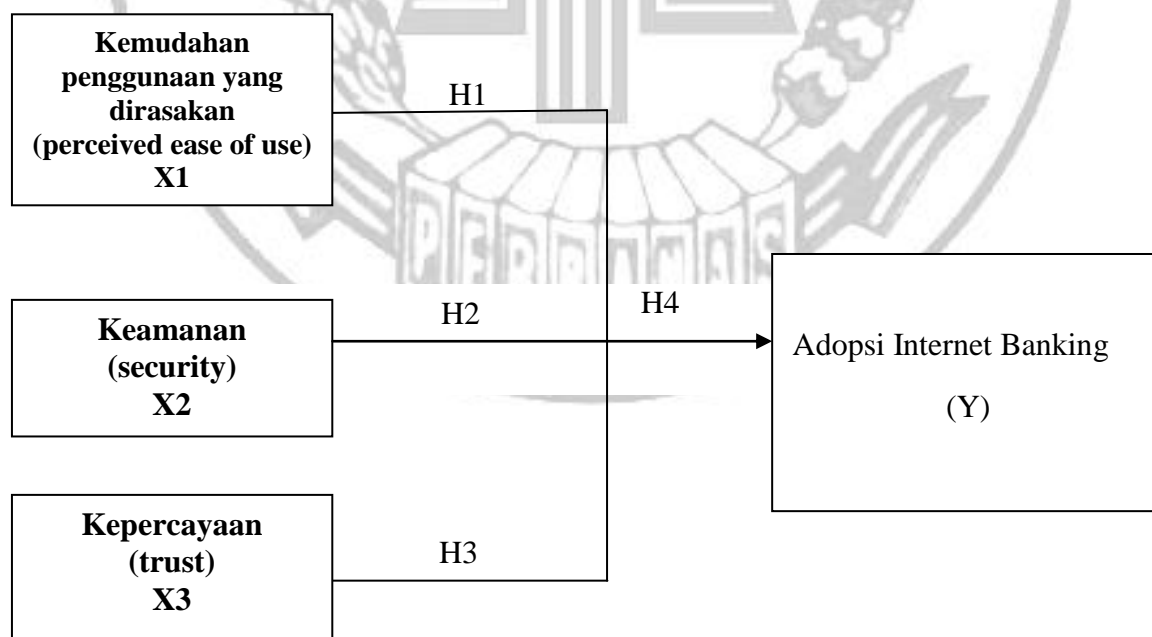 Kemudahan
penggunaan yang
dirasakan
(perceived ease of use)
X1
H1
PERBANAS
Keamanan
(security)
X2
H2
H4
Adopsi Internet Banking
(Y)
Kepercayaan
(trust)
X3
H3